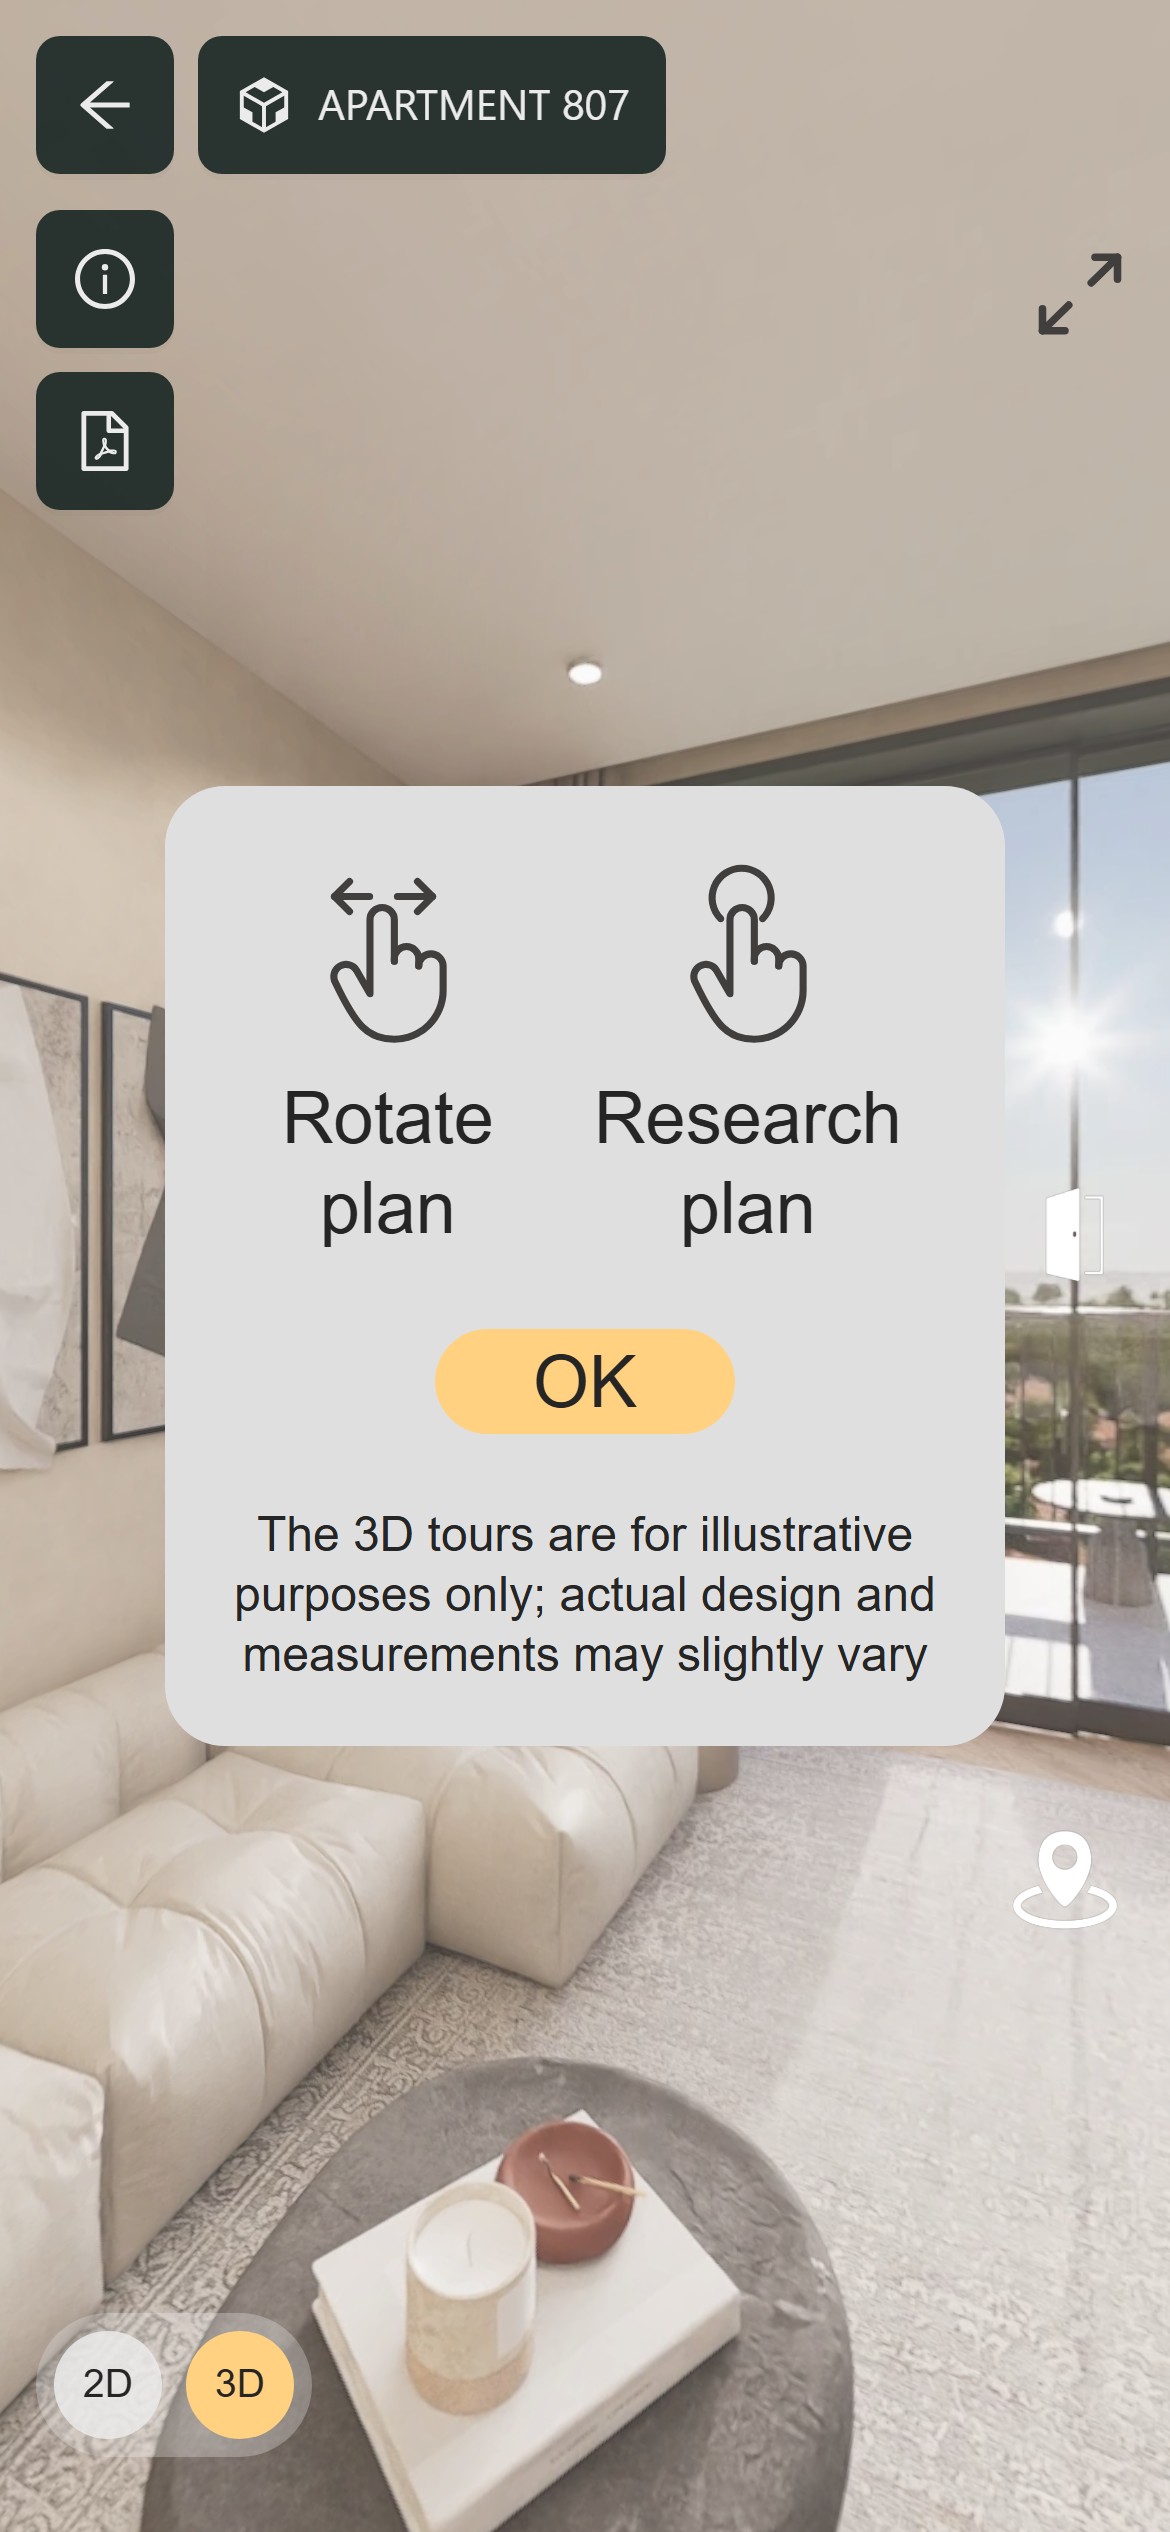 APARTMENT 807
Rotate
plan
Research
plan
OK
The 3D tours are for illustrative
purposes only; actual design and
measurements may slightly vary
2D
3D